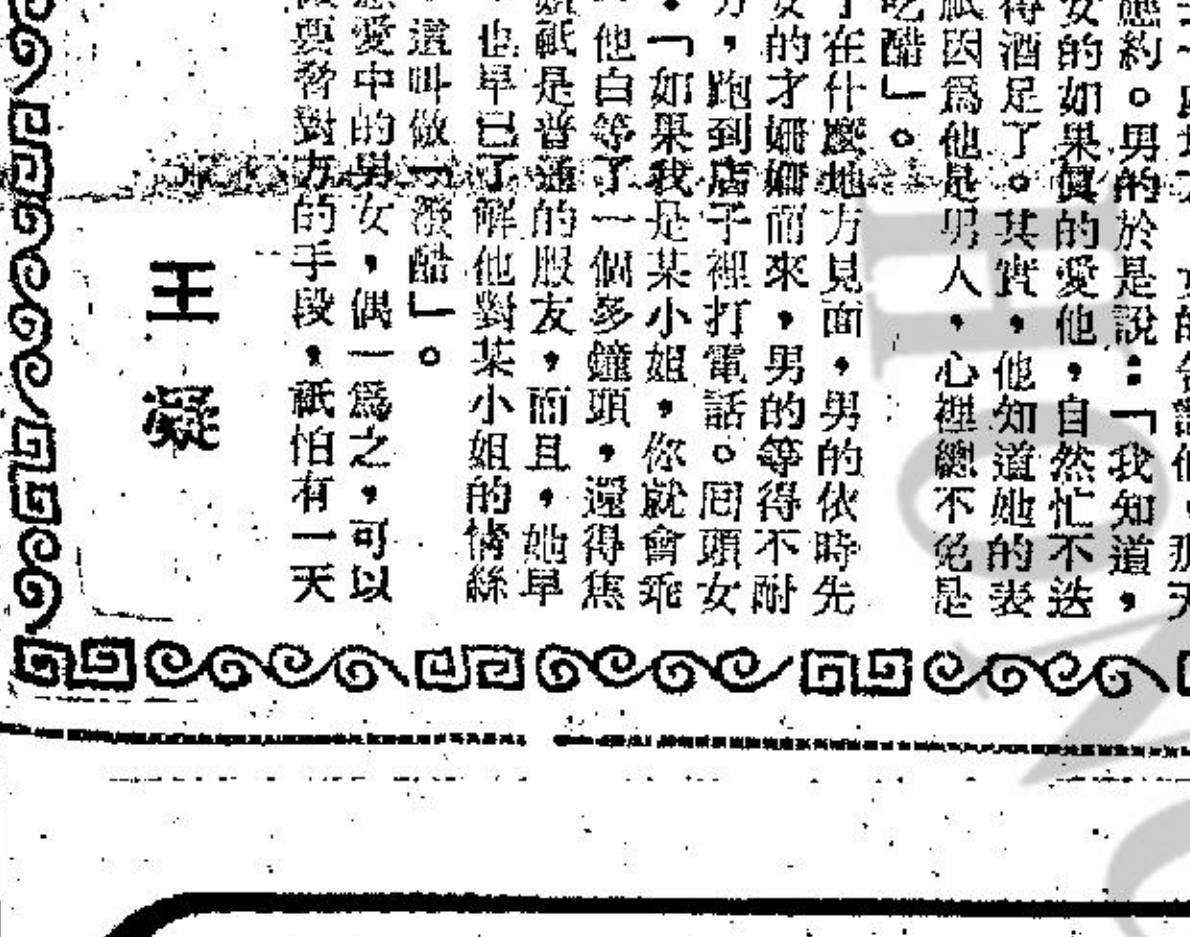 應約。男的於是說：「我知道，
女的如果真的愛他，自然忙不迭
得酒足了。其實，他知道她的表
祇因爲他是男人，心裡總不免是
吃醋」。
了在什麼地方見面，男的依時先
女的才姍姍而來，男的等得不耐
方，跑到店子裡打電話。囘頭女
。「如果我是某小姐，你就會乖
他白等了一個多鐘頭，還得焦
祇是普通的朋友，而且，她早
也早已了解他對某小姐的情絲
，這叫做「潑醋」。
戀愛中的男女，偶一爲之，可以
做要脅對方的手段，祇怕有一天
王凝